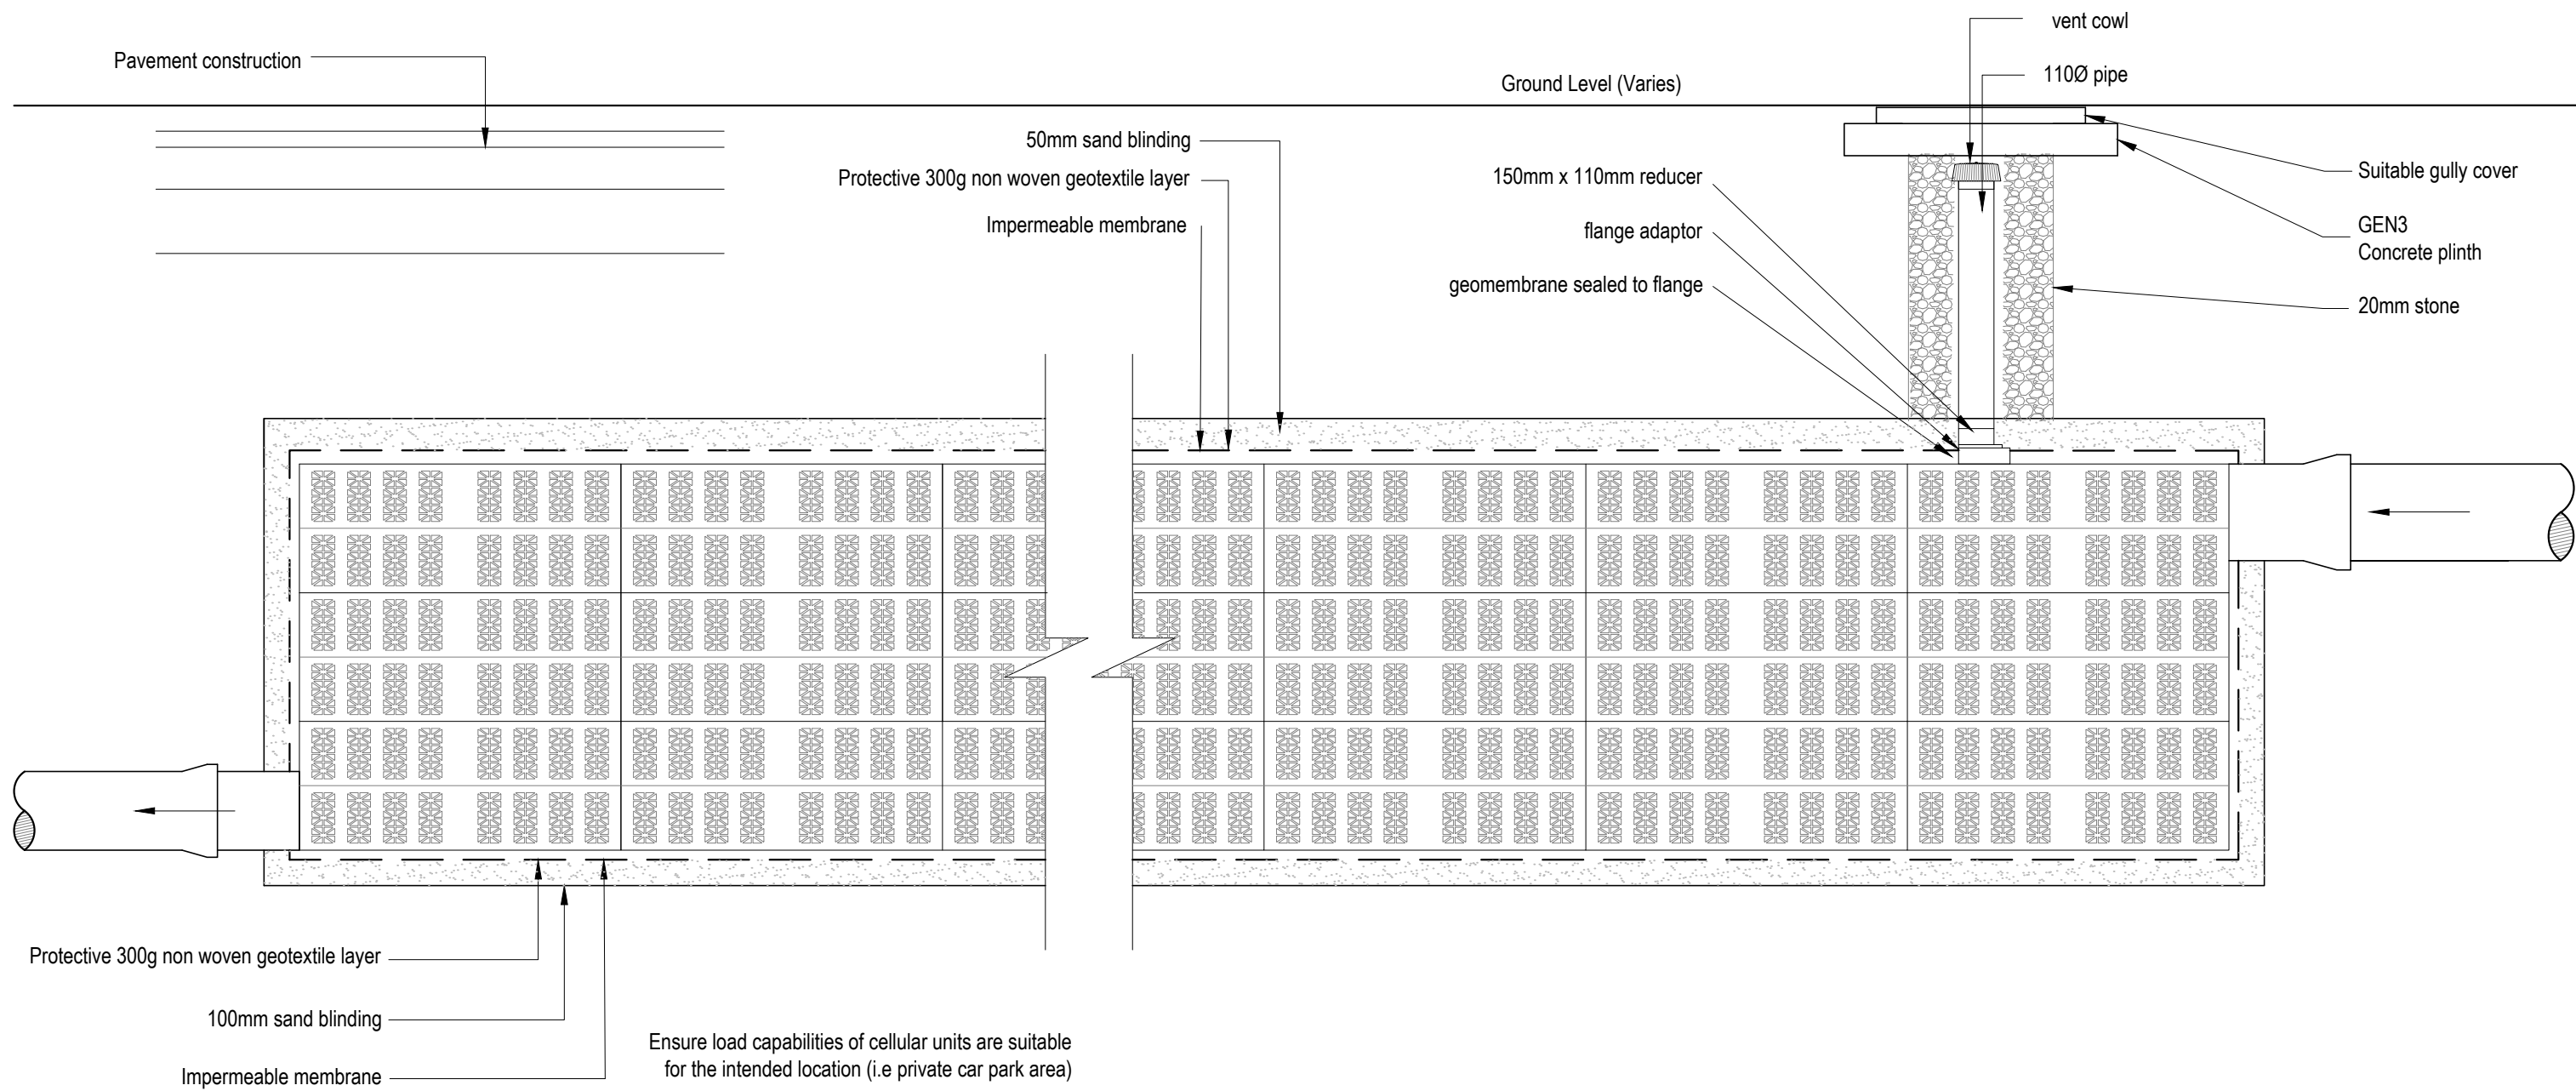 vent cowl
Pavement construction
110Ø pipe
Ground Level (Varies)
50mm sand blinding
Protective 300g non woven geotextile layer
Impermeable membrane
150mm x 110mm reducer
flange adaptor
geomembrane sealed to flange
Suitable gully cover
GEN3
Concrete plinth
20mm stone
Protective 300g non woven geotextile layer
100mm sand blinding
Impermeable membrane
Ensure load capabilities of cellular units are suitable
for the intended location (i.e private car park area)